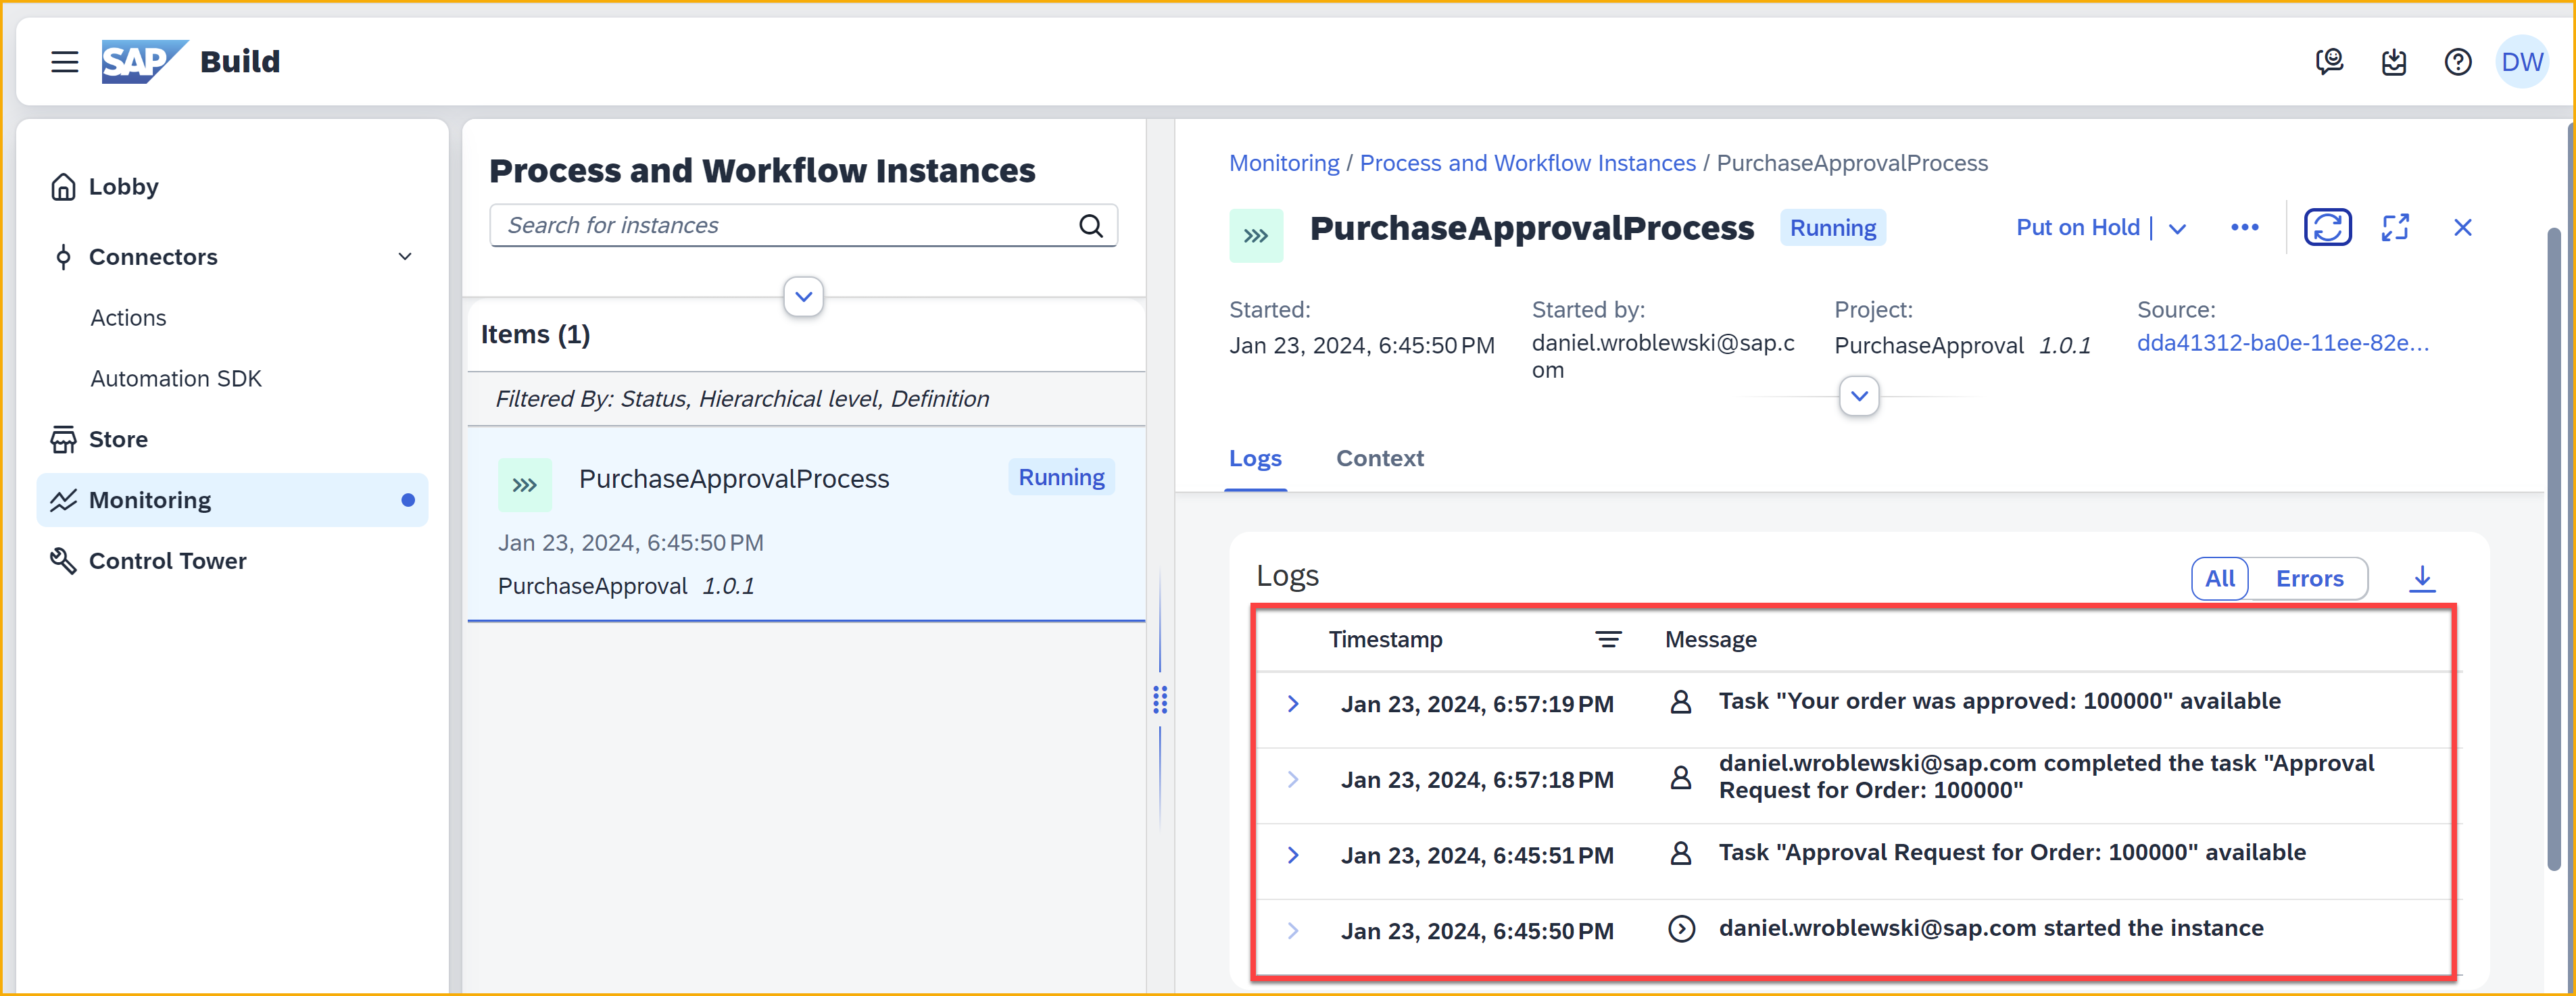 SAP Build
DW
Lobby
Connectors
Actions
Automation SDK
Store
Monitoring
Control Tower
Process and Workflow Instances
Search for instances
Items (1)
Filtered By: Status, Hierarchical level, Definition
PurchaseApprovalProcess
Running
Jan 23, 2024, 6:45:50 PM
PurchaseApproval 1.0.1
Monitoring / Process and Workflow Instances / PurchaseApprovalProcess
PurchaseApprovalProcess Running Put on Hold
Started: Started by: Project: Source:
Jan 23, 2024, 6:45:50 PM daniel.wroblewski@sap.c PurchaseApproval 1.0.1 dda41312-ba0e-11ee-82e...
om
Logs Context
Logs All Errors
Timestamp Message
Jan 23, 2024, 6:57:19 PM Task "Your order was approved: 100000" available
Jan 23, 2024, 6:57:18 PM daniel.wroblewski@sap.com completed the task "Approval
Request for Order: 100000"
Jan 23, 2024, 6:45:51 PM Task "Approval Request for Order: 100000" available
Jan 23, 2024, 6:45:50 PM daniel.wroblewski@sap.com started the instance